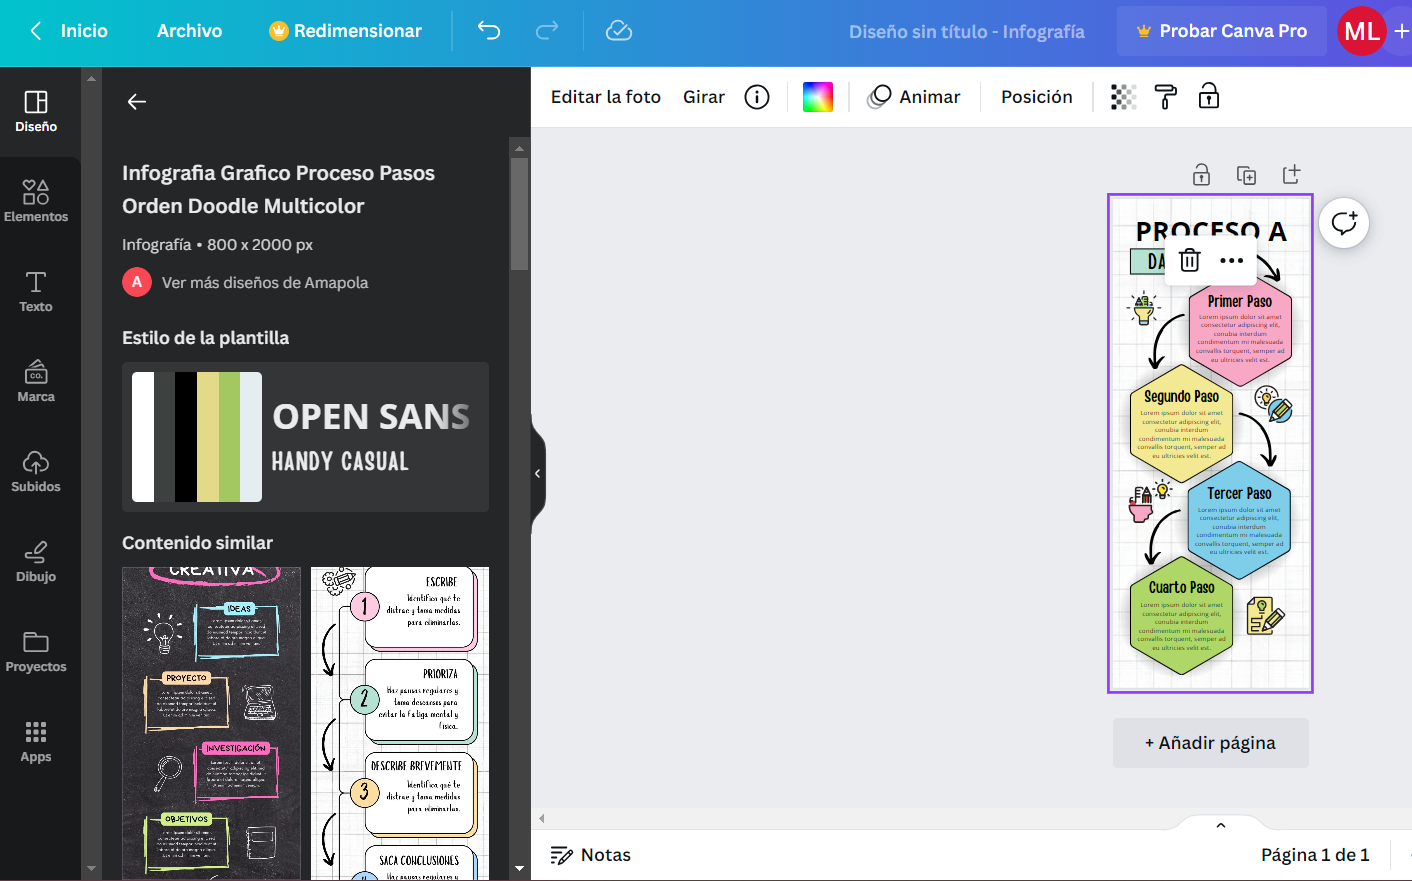 Inicio
Archivo
Redimensionar
Diseño sin título - Infografía
Probar Canva Pro
ML
Diseño
Elementos
Texto
CO.
Marca
Subidos
Dibujo
Proyectos
Apps
Infografia Grafico Proceso Pasos
Orden Doodle Multicolor
Infografía • 800 x 2000 px
A
Ver más diseños de Amapola
Estilo de la plantilla
OPEN SANS
HANDY CASUAL
Contenido similar
CREATIVA
IDEAS
PROYECTO
INVESTIGACIÓN
OBJETIVOS
ESCRIBE
1
Identifica qué te
distrae y toma medidas
para eliminarlas.
PRIORIZA
2
Haz pausas regulares y
toma descansos para
evitar la fatiga mental y
física.
DESCRIBE BREVEMENTE
3
Identifica qué te
distrae y toma medidas
para eliminarlas.
SACA CONCLUSIONES
Haz pausas regulares y
Editar la foto
Girar
Animar
Posición
PROCESO A
DA
Primer Paso
Lorem ipsum dolor sit amet
consectetur adipiscing elit,
conubia interdum
condimentum mi malesuada
convallis torquent, semper ad
eu ultricies velit est.
Segundo Paso
Lorem ipsum dolor sit amet
consectetur adipiscing elit,
conubia interdum
condimentum mi malesuada
convallis torquent, semper ad
eu ultricies velit est.
Tercer Paso
Lorem ipsum dolor sit amet
consectetur adipiscing elit,
conubia interdum
condimentum mi malesuada
convallis torquent, semper ad
eu ultricies velit est.
Cuarto Paso
Lorem ipsum dolor sit amet
consectetur adipiscing elit,
conubia interdum
condimentum mi malesuada
convallis torquent, semper ad
eu ultricies velit est.
+ Añadir página
Notas
Página 1 de 1